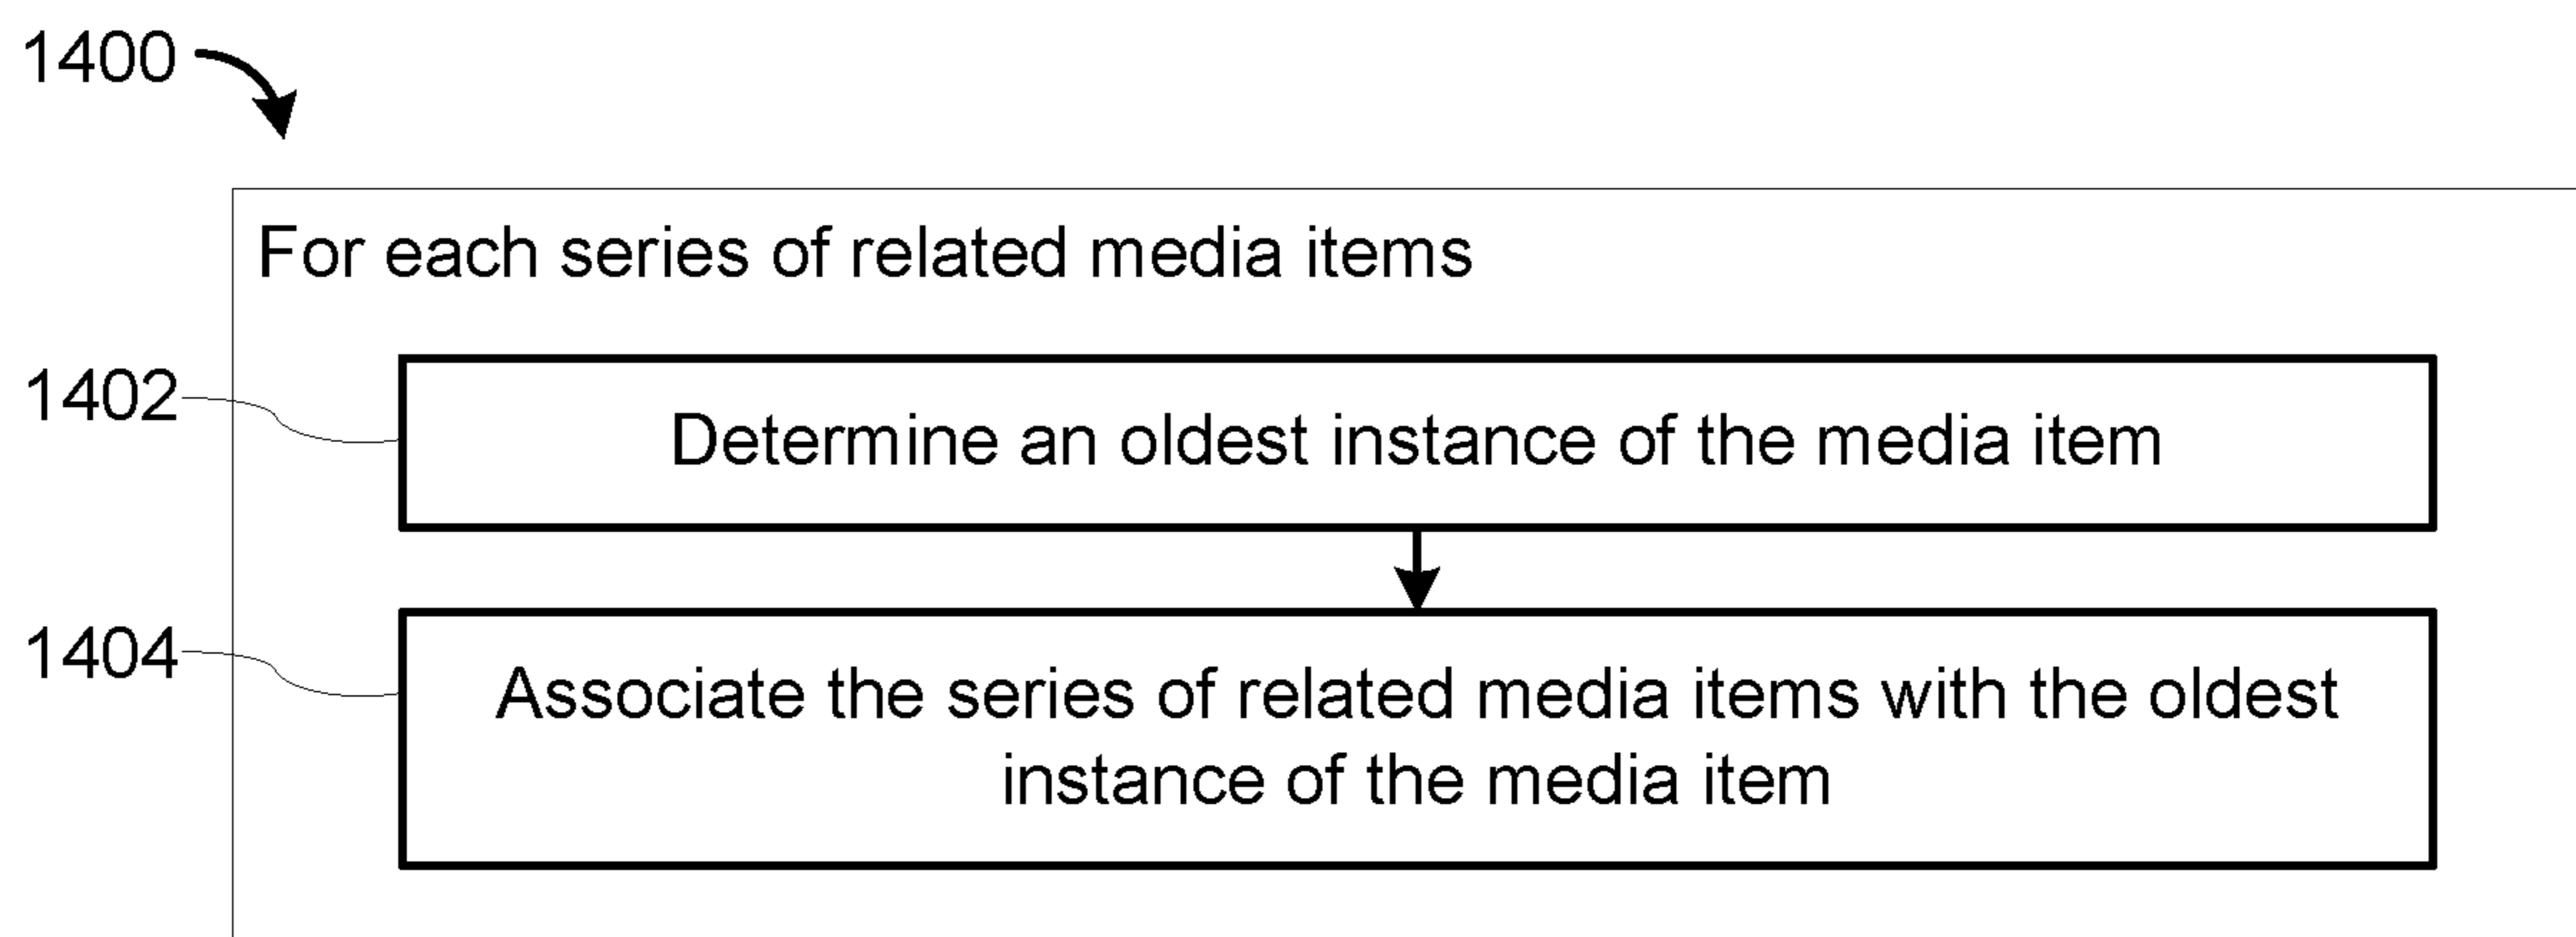 1400
For each series of related media items
1402
Determine an oldest instance of the media item
1404
Associate the series of related media items with the oldest
instance of the media item